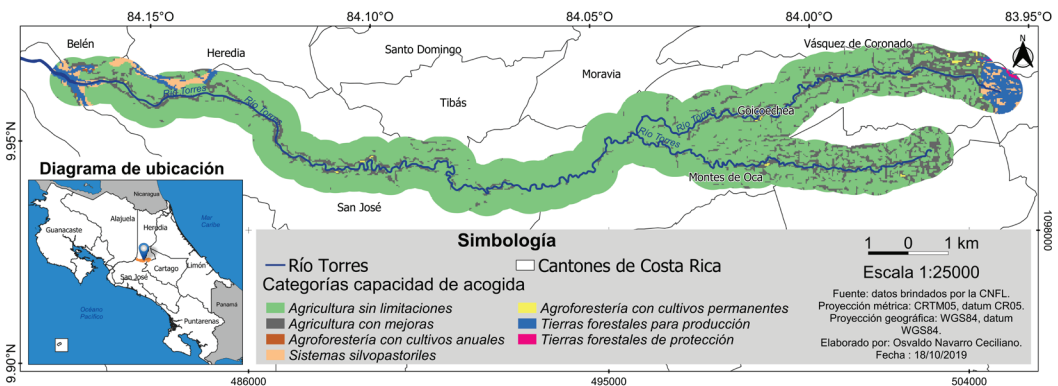 84.15°O 84.10°O 84.05°O 84.00°O 83.95°O
Belén
Heredia
Santo Domingo
Vásquez de Coronado
N
Moravia
Tibás
Río Torres
Río Torres
Río Torres
Goicoechea
Río Torres
Montes de Oca
San José
9.95°N
9.90°N
1098000
Diagrama de ubicación
Nicaragua
Mar
Caribe
Alajuela
Heredia
Guanacaste
Limón
Cartago
San José
Océano
Pacífico
Puntarenas
Panamá
Simbología
Río Torres
Cantones de Costa Rica
Categorías capacidad de acogida
Agricultura sin limitaciones
Agricultura con mejoras
Agroforestería con cultivos anuales
Sistemas silvopastoriles
Agroforestería con cultivos permanentes
Tierras forestales para producción
Tierras forestales de protección
1 0 1 km
Escala 1:25000
Fuente: datos brindados por la CNFL.
Proyección métrica: CRTM05, datum CR05.
Proyección geográfica: WGS84, datum
WGS84.
Elaborado por: Osvaldo Navarro Ceciliano.
Fecha : 18/10/2019
486000 495000 504000